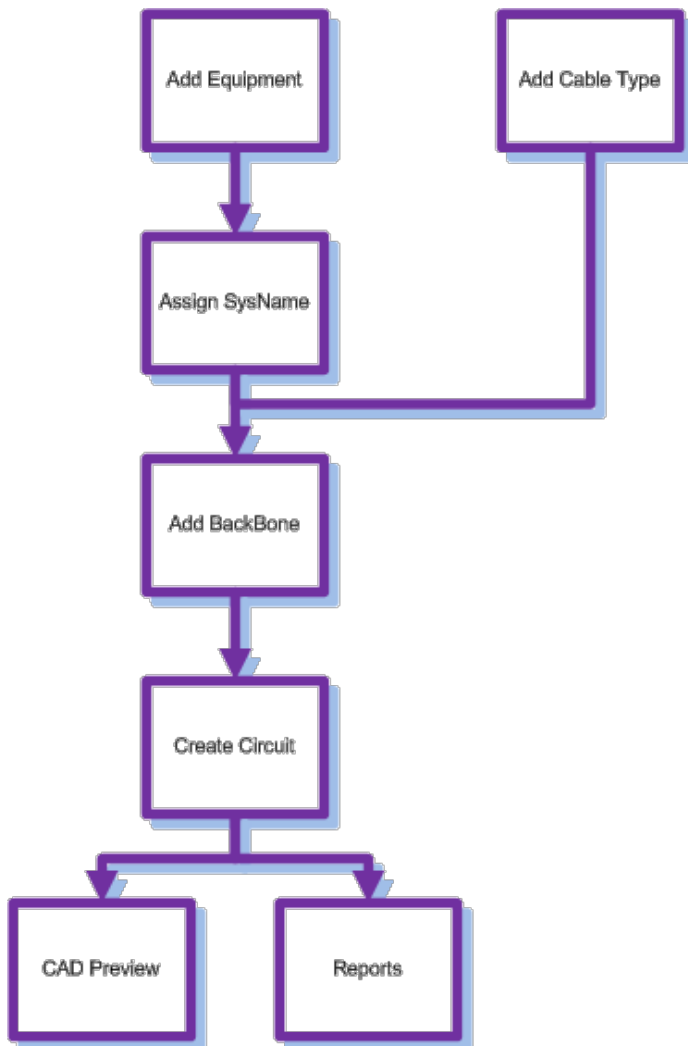 Add Equipment
Add Cable Type
Assign SysName
Add BackBone
Create Circuit
CAD Preview
Reports